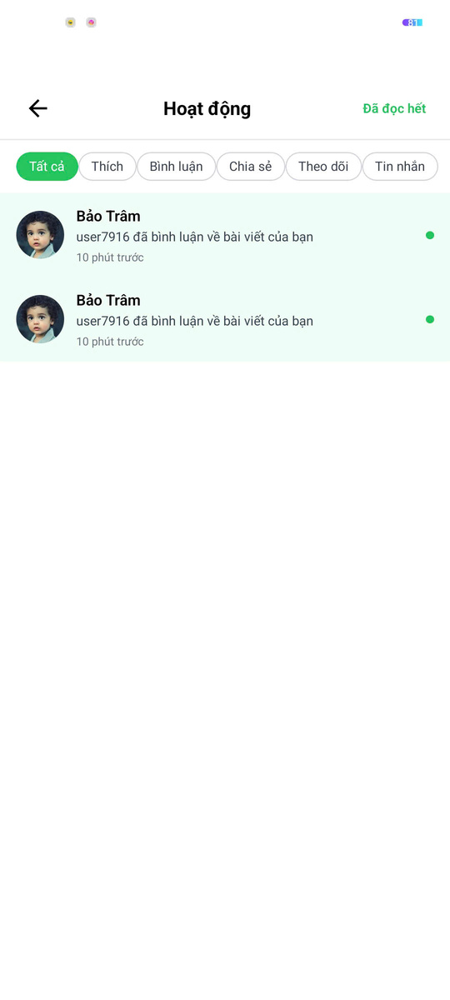 81
Hoạt động
Đã đọc hết
Tất cả
Thích
Bình luận
Chia sẻ
Theo dõi
Tin nhắn
Bảo Trâm
user7916 đã bình luận về bài viết của bạn
10 phút trước
Bảo Trâm
user7916 đã bình luận về bài viết của bạn
10 phút trước